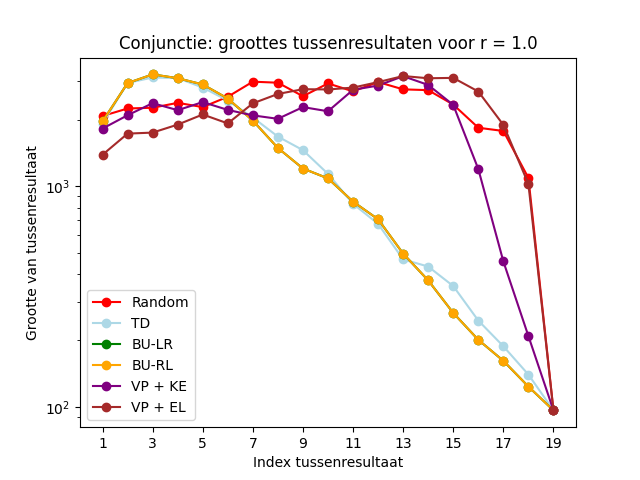 Conjunctie: groottes tussenresultaten voor r = 1.0
Grootte van tussenresultaat
10³
10²
Random
TD
BU-LR
BU-RL
VP + KE
VP + EL
1 3 5 7 9 11 13 15 17 19
Index tussenresultaat